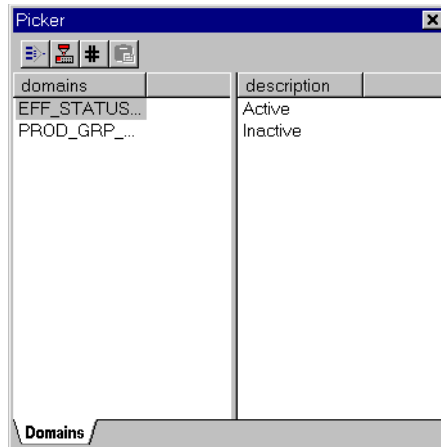 Picker
domains description
EFF_STATUS... Active
PROD_GRP_... Inactive
Domains